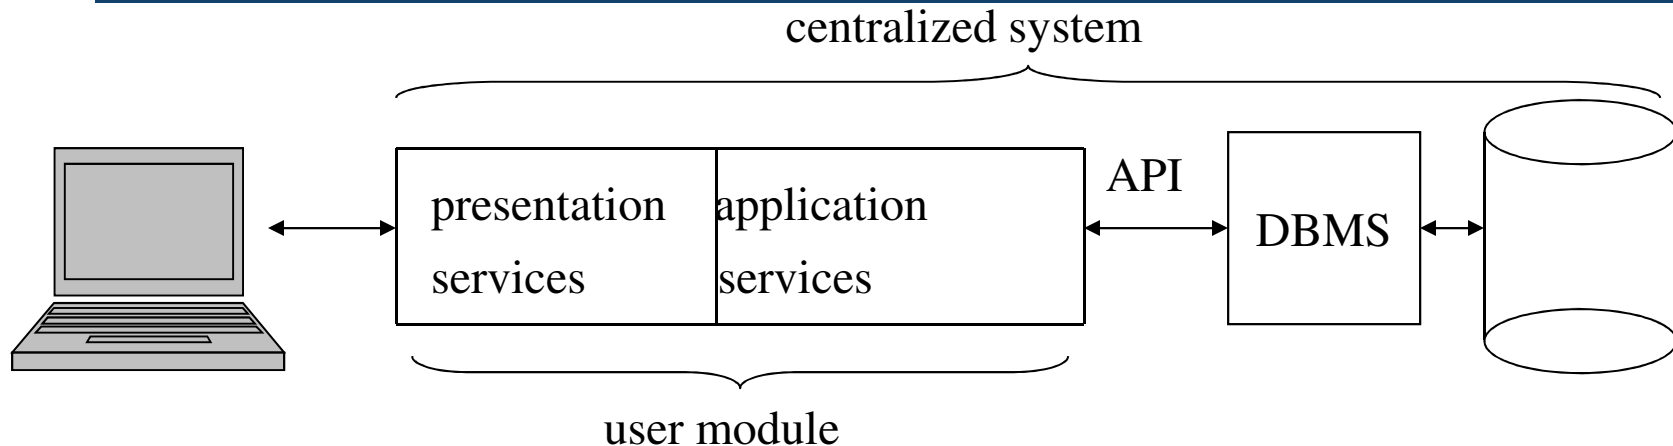 centralized system
presentation services
application services
API
DBMS
user module